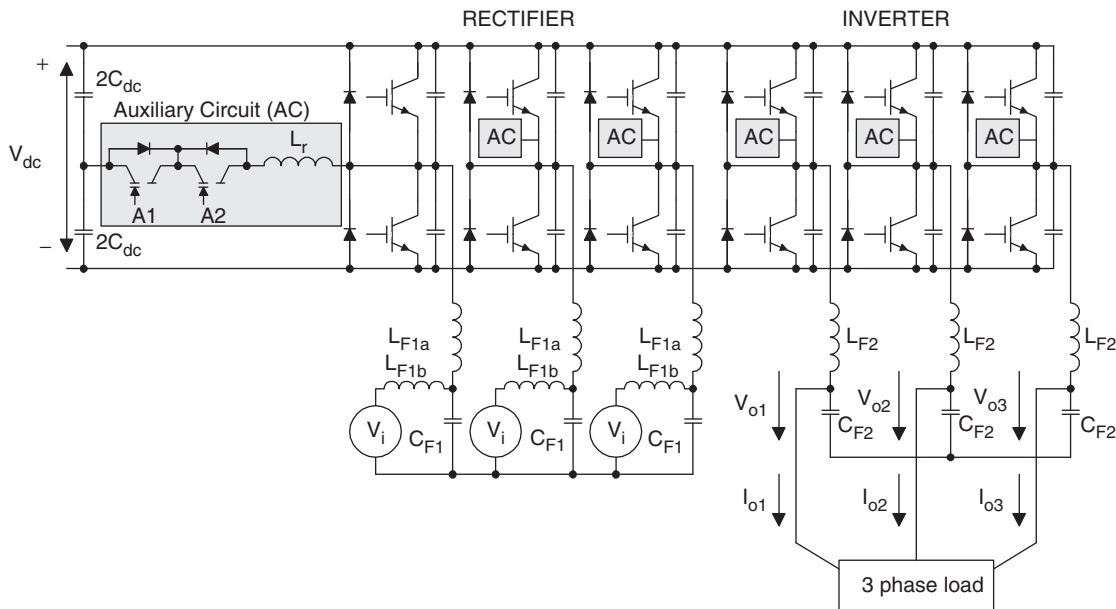 RECTIFIER
INVERTER
+
2C_dc
Auxiliary Circuit (AC)
L_r
V_dc
A1
A2
−
2C_dc
AC
AC
AC
AC
AC
L_F1a
L_F1b
L_F1a
L_F1b
L_F1a
L_F1b
L_F2
L_F2
L_F2
V_i
C_F1
V_i
C_F1
V_i
C_F1
V_o1
V_o2
V_o3
C_F2
C_F2
C_F2
I_o1
I_o2
I_o3
3 phase load